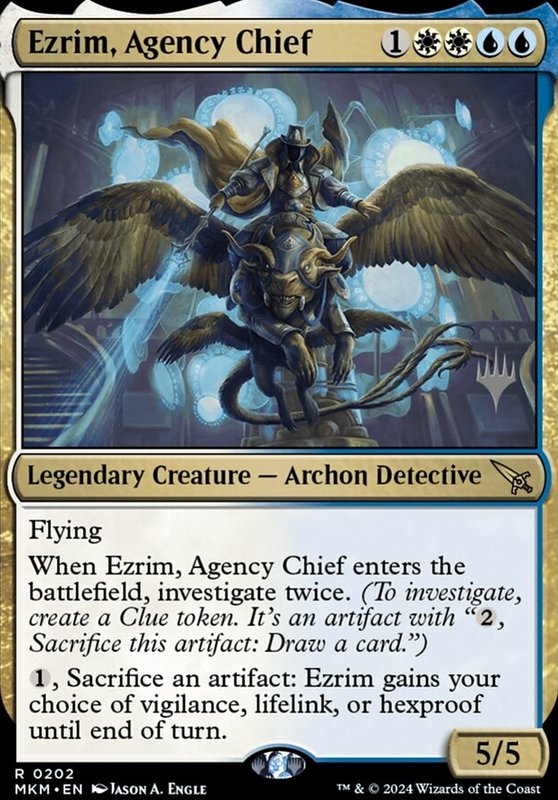 Ezrim, Agency Chief 1
Legendary Creature — Archon Detective
Flying
When Ezrim, Agency Chief enters the
battlefield, investigate twice. (To investigate,
create a Clue token. It's an artifact with “2,
Sacrifice this artifact: Draw a card.”)
1, Sacrifice an artifact: Ezrim gains your
choice of vigilance, lifelink, or hexproof
until end of turn.
5/5
R 0202
MKM • EN Jason A. Engle
™ & © 2024 Wizards of the Coast